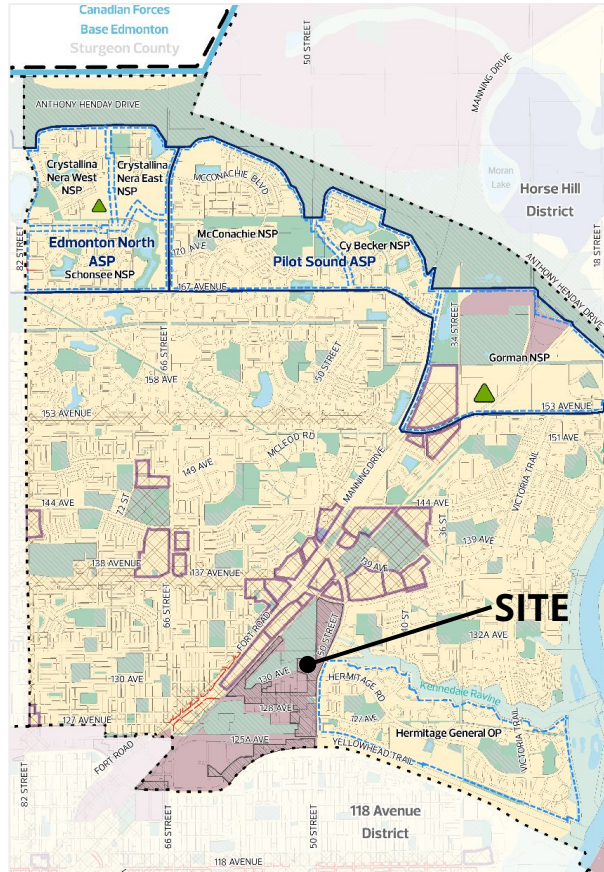 Canadian Forces
Base Edmonton
Sturgeon County
50 STREET
MANNING DRIVE
ANTHONY HENDAY DRIVE
Crystallina
Nera West
NSP
Crystallina
Nera East
NSP
MCCONACHIE BLVD
Moran
Lake
Horse Hill
District
82 STREET
Edmonton North
ASP
Schonsee NSP
McConachie NSP
170 AVE
Cy Becker NSP
Pilot Sound ASP
18 STREET
ANTHONY HENDAY DRIVE
167 AVENUE
66 STREET
34 STREET
50 STREET
Gorman NSP
158 AVE
153 AVENUE
153 AVENUE
MCLEOD RD
151 AVE
149 AVE
MANNING DRIVE
VICTORIA TRAIL
72 ST
144 AVE
144 AVE
36 ST
139 AVE
139 AVE
138 AVENUE
137 AVENUE
66 STREET
SITE
50 STREET
40 ST
FORT ROAD
132A AVE
130 AVE
130 AVE
HERMITAGE RD
Kennedale Ravine
128 AVE
127 AVE
127 AVENUE
Hermitage General OP
VICTORIA TRAIL
125A AVE
YELLOWHEAD TRAIL
FORT ROAD
82 STREET
66 STREET
50 STREET
118 Avenue
District
118 AVENUE